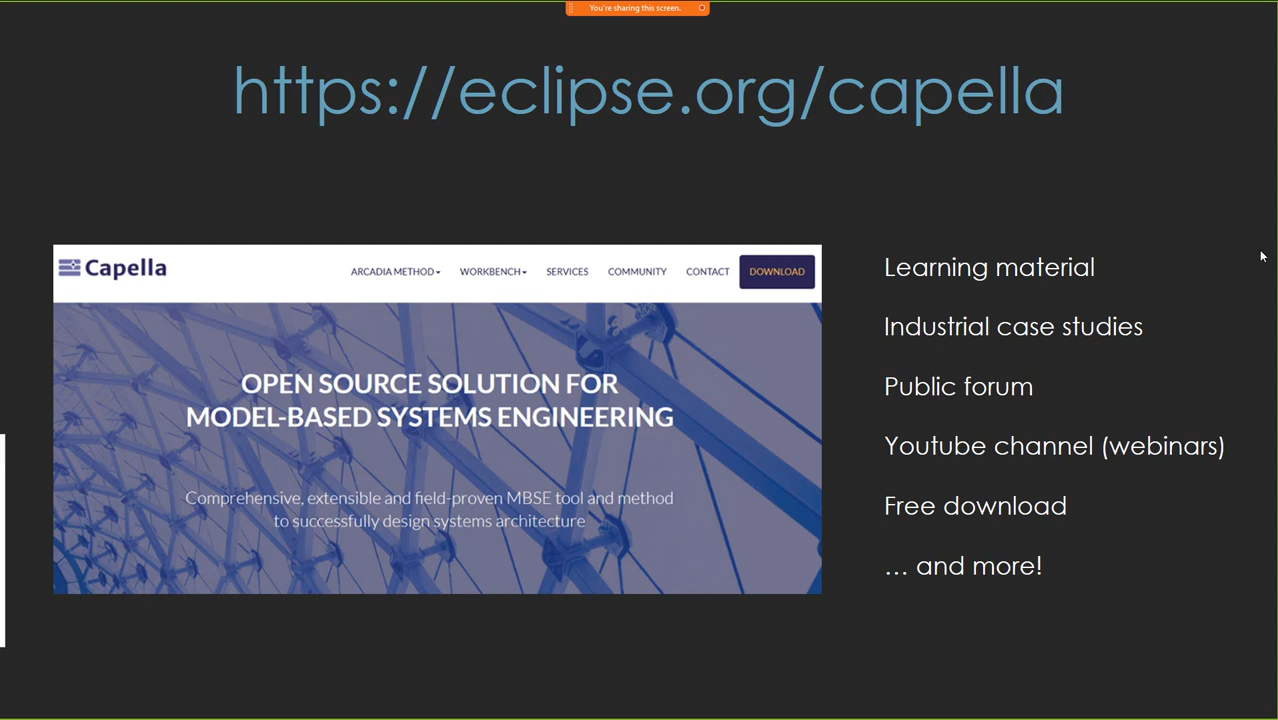 You're sharing this screen.
https://eclipse.org/capella
Capella
ARCADIA METHOD
WORKBENCH
SERVICES
COMMUNITY
CONTACT
DOWNLOAD
OPEN SOURCE SOLUTION FOR
MODEL-BASED SYSTEMS ENGINEERING
Comprehensive, extensible and field-proven MBSE tool and method
to successfully design systems architecture
Learning material
Industrial case studies
Public forum
Youtube channel (webinars)
Free download
... and more!